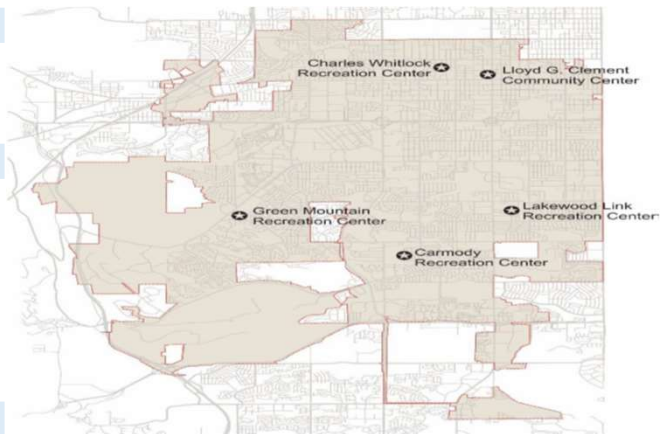 Charles Whitlock
Recreation Center
Lloyd G. Clement
Community Center
Green Mountain
Recreation Center
Lakewood Link
Recreation Center
Carmody
Recreation Center